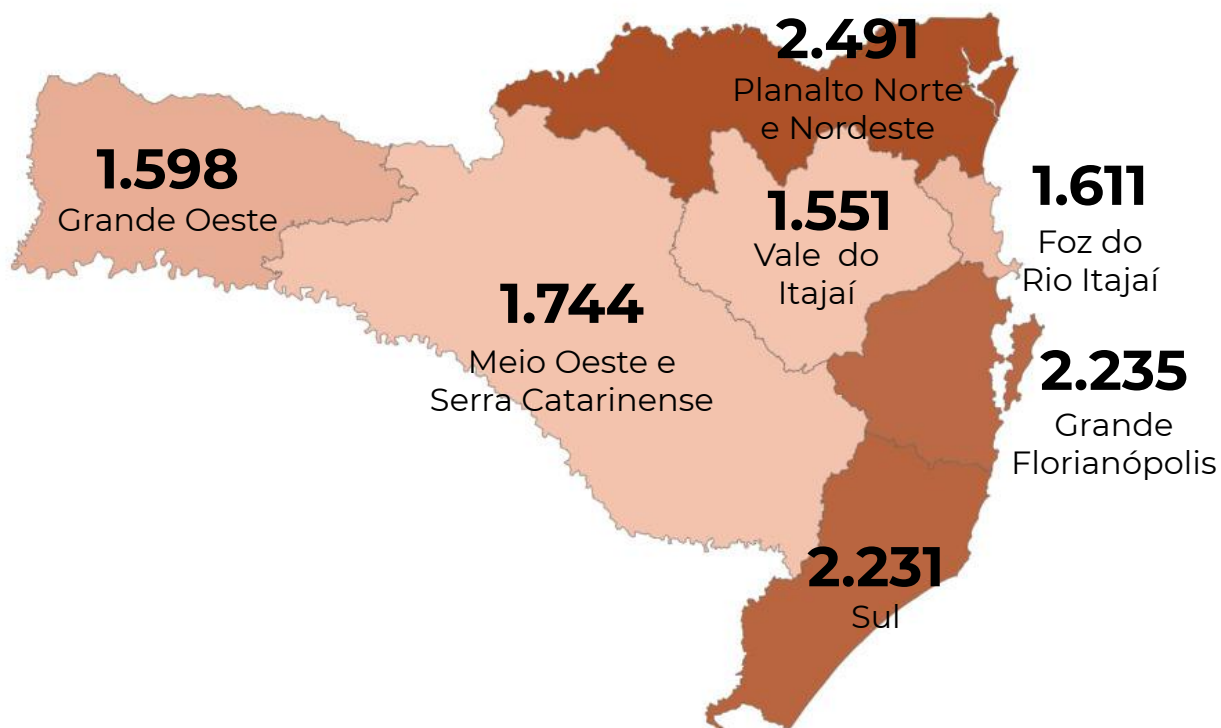 2.491
Planalto Norte
e Nordeste
1.598
Grande Oeste
1.551
Vale do
Itajaí
1.611
Foz do
Rio Itajaí
1.744
Meio Oeste e
Serra Catarinense
2.235
Grande
Florianópolis
2.231
Sul